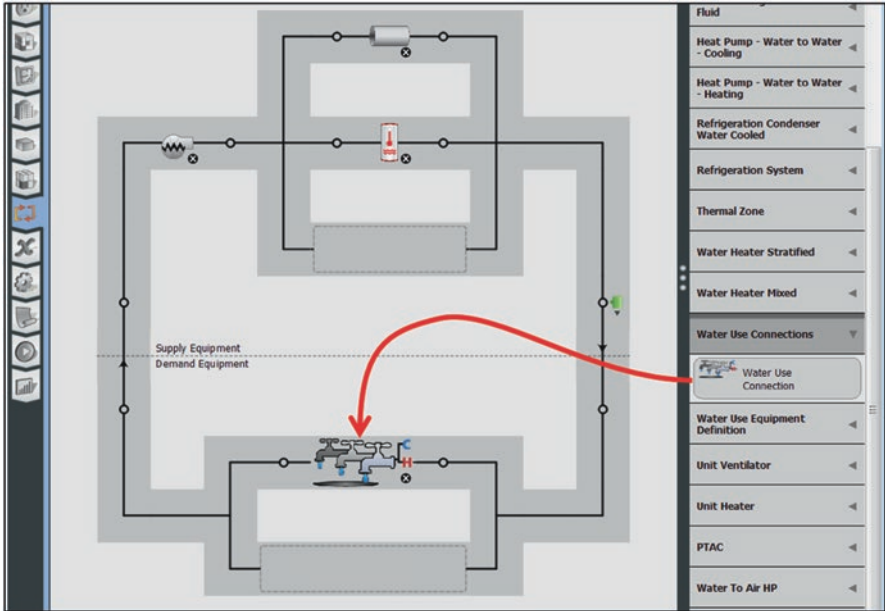 Fluid
Heat Pump - Water to Water
- Cooling
Heat Pump - Water to Water
- Heating
Refrigeration Condenser
Water Cooled
Refrigeration System
Thermal Zone
Water Heater Stratified
Water Heater Mixed
Water Use Connections
Water Use
Connection
Water Use Equipment
Definition
Unit Ventilator
Unit Heater
PTAC
Water To Air HP
Supply Equipment
Demand Equipment
C
H